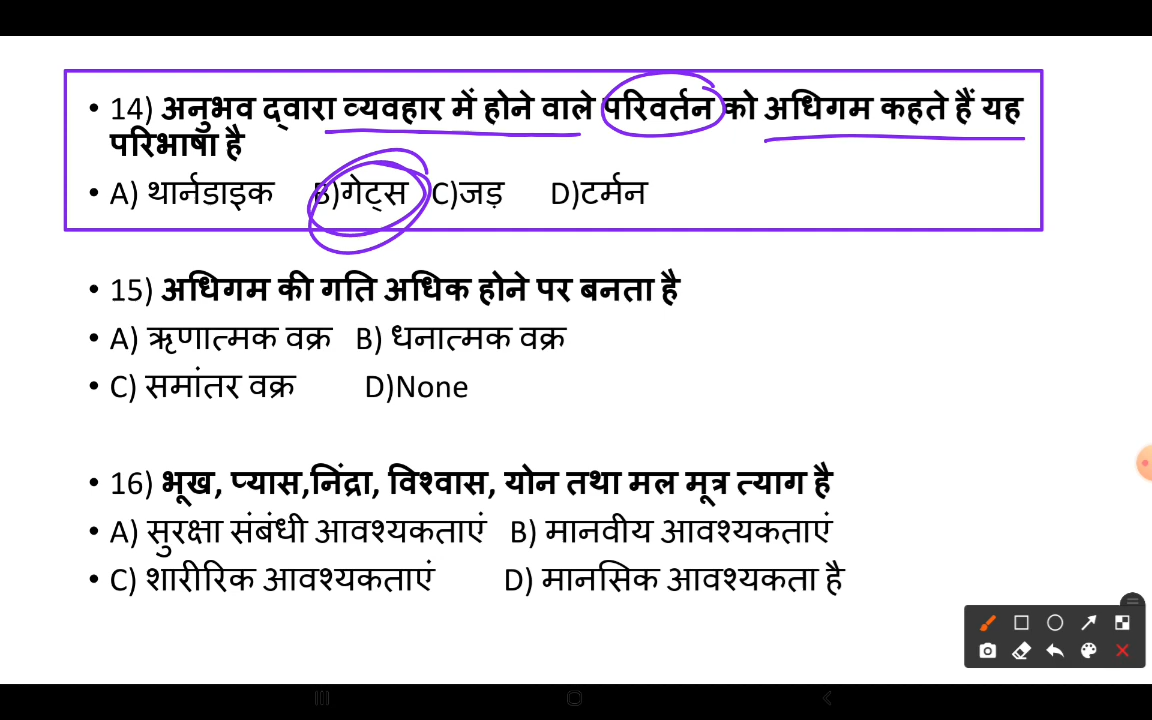 • 14) अनुभव द्वारा व्यवहार में होने वाले परिवर्तन को अधिगम कहते हैं यह
परिभाषा है
• A) थार्नडाइक B)गेट्स C)जड़ D)टर्मन
• 15) अधिगम की गति अधिक होने पर बनता है
• A) ऋणात्मक वक्र B) धनात्मक वक्र
• C) समांतर वक्र D)None
• 16) भूख, प्यास,निंद्रा, विश्वास, योन तथा मल मूत्र त्याग है
• A) सुरक्षा संबंधी आवश्यकताएं B) मानवीय आवश्यकताएं
• C) शारीरिक आवश्यकताएं D) मानसिक आवश्यकता है